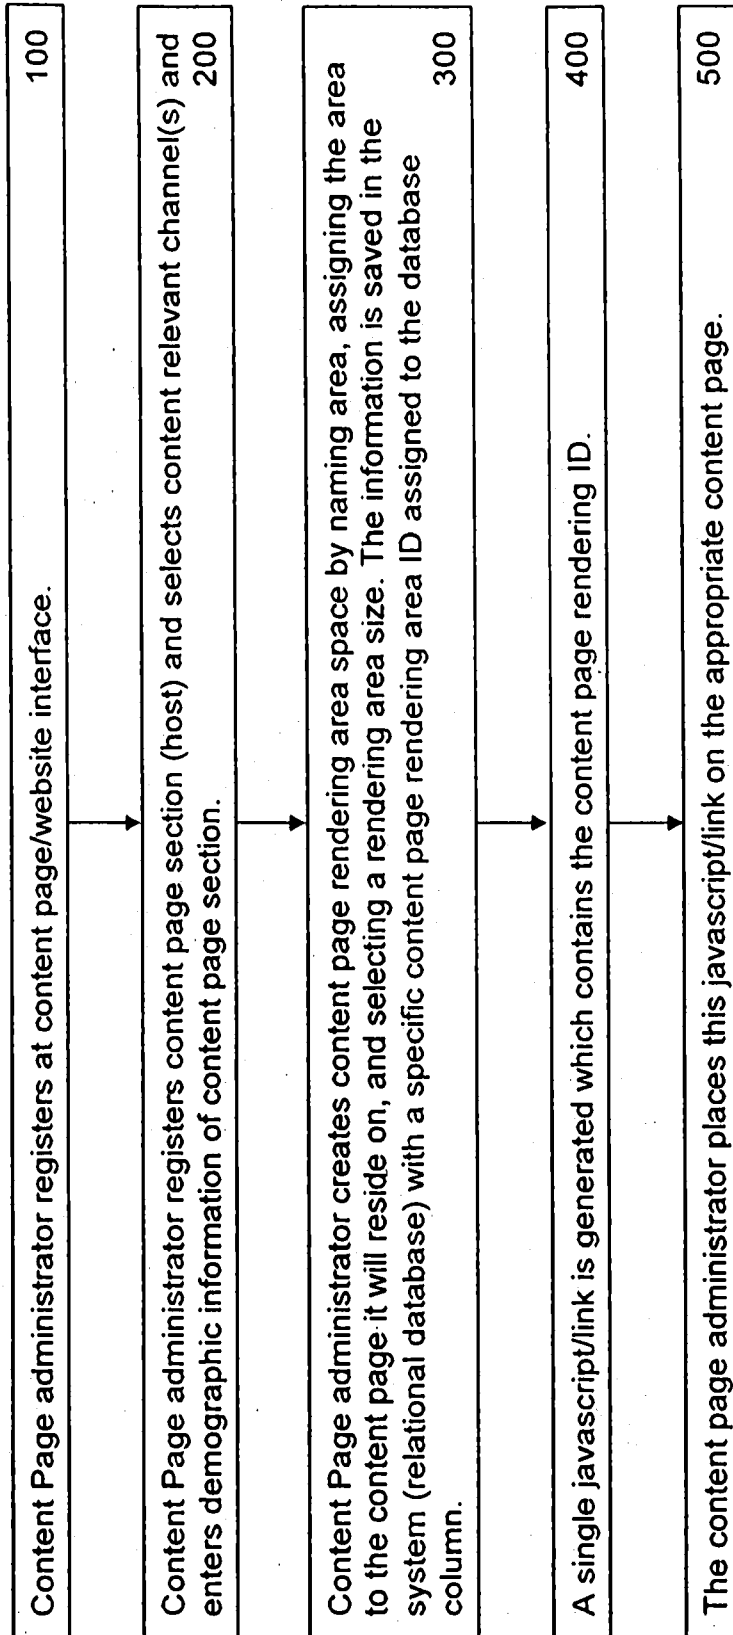 Content Page administrator registers at content page/website interface. 100
Content Page administrator registers content page section (host) and selects content relevant channel(s) and
enters demographic information of content page section. 200
Content Page administrator creates content page rendering area space by naming area, assigning the area
to the content page it will reside on, and selecting a rendering area size. The information is saved in the
system (relational database) with a specific content page rendering area ID assigned to the database
column. 300
A single javascript/link is generated which contains the content page rendering ID. 400
The content page administrator places this javascript/link on the appropriate content page. 500